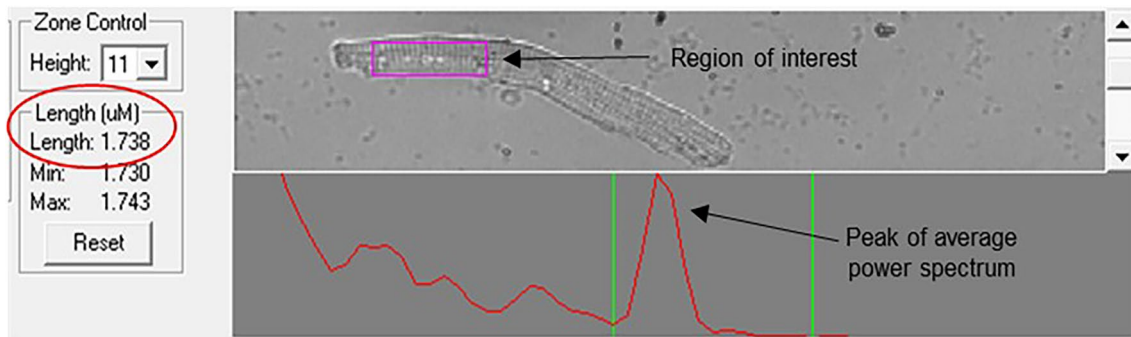 Zone Control
Height: 11
Length (uM)
Length: 1.738
Min: 1.730
Max: 1.743
Reset
Region of interest
Peak of average
power spectrum